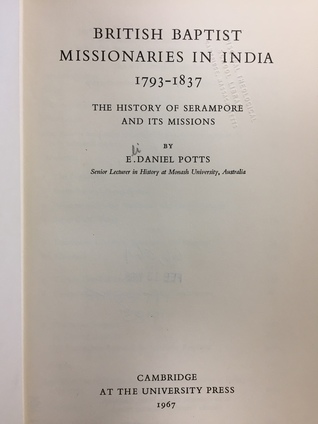 BRITISH BAPTIST
MISSIONARIES IN INDIA
1793-1837
THE HISTORY OF SERAMPORE
AND ITS MISSIONS
BY
li
E. DANIEL POTTS
Senior Lecturer in History at Monash University, Australia
CAMBRIDGE
AT THE UNIVERSITY PRESS
1967